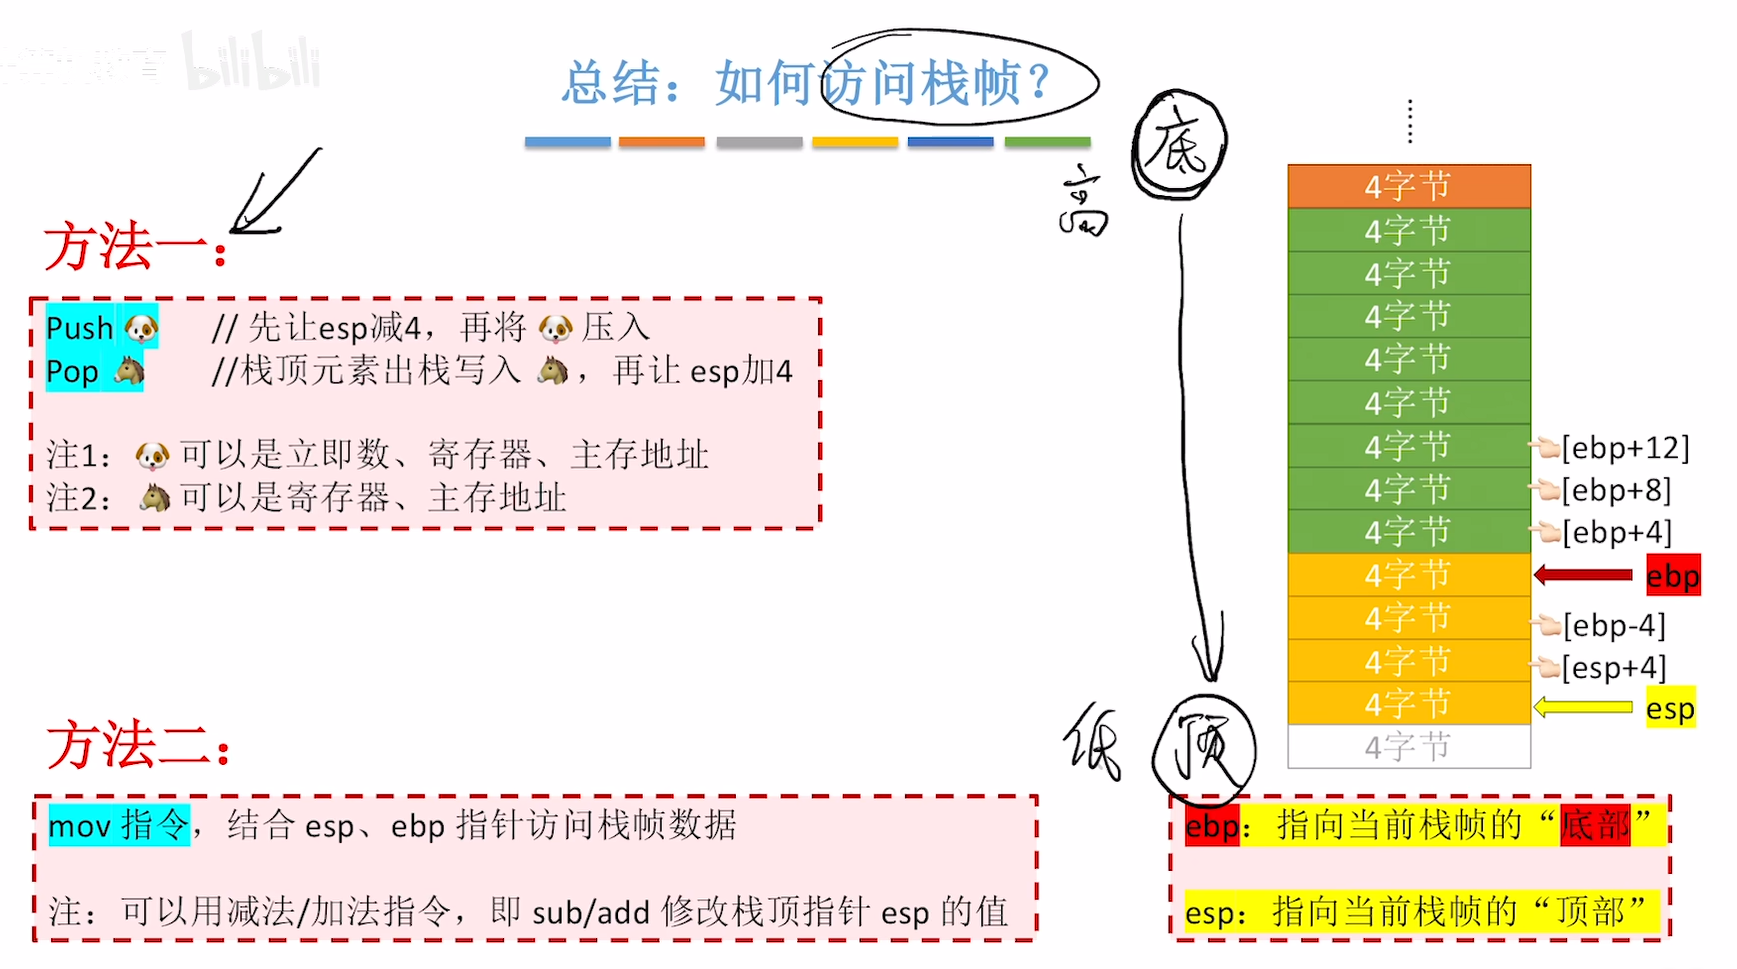 bilibili
总结：如何访问栈帧？
底
高
方法一：
Push 🐶 // 先让esp减4，再将 🐶 压入
Pop 🐴 //栈顶元素出栈写入 🐴，再让 esp加4
注1：🐶 可以是立即数、寄存器、主存地址
注2：🐴 可以是寄存器、主存地址
4字节
4字节
4字节
4字节
4字节
4字节
4字节 [ebp+12]
4字节 [ebp+8]
4字节 [ebp+4]
4字节 ebp
4字节 [ebp-4]
4字节 [esp+4]
4字节 esp
4字节
低
顶
方法二：
mov 指令，结合 esp、ebp 指针访问栈帧数据
注：可以用减法/加法指令，即 sub/add 修改栈顶指针 esp 的值
ebp：指向当前栈帧的“底部”
esp：指向当前栈帧的“顶部”